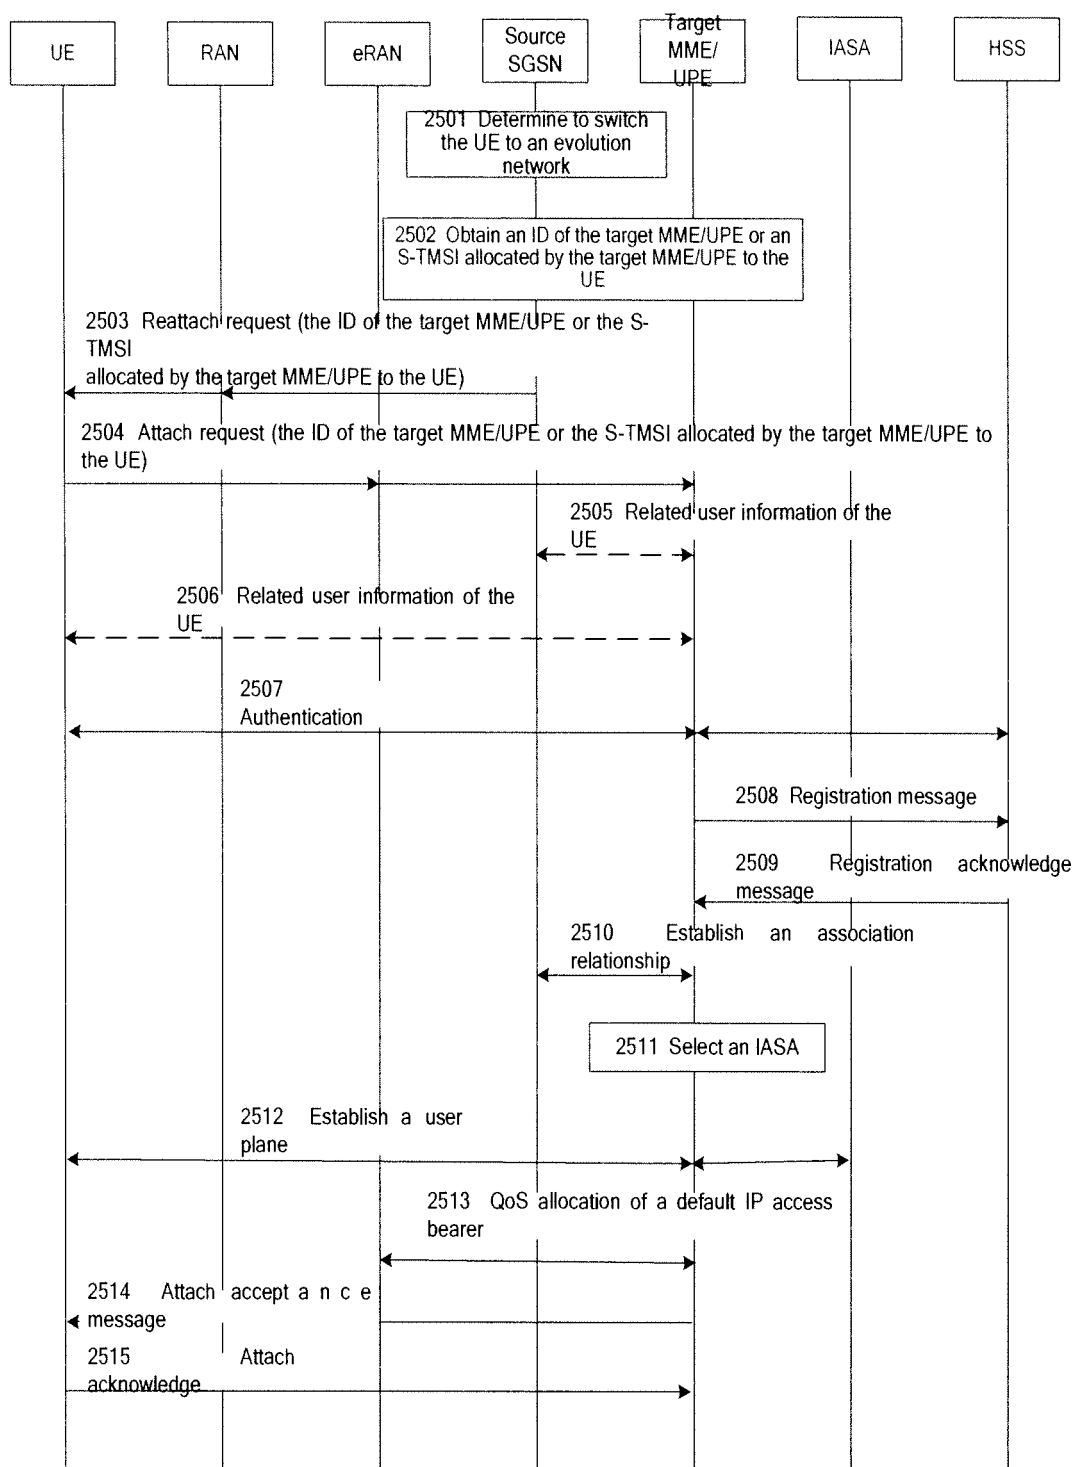 UE
RAN
eRAN
Source
SGSN
Target
MME/
UPE
IASA
HSS
2501 Determine to switch
the UE to an evolution
network
2502 Obtain an ID of the target MME/UPE or an
S-TMSI allocated by the target MME/UPE to the
UE
2503 Reattach request (the ID of the target MME/UPE or the S-
TMSI
allocated by the target MME/UPE to the UE)
2504 Attach request (the ID of the target MME/UPE or the S-TMSI allocated by the target MME/UPE to
the UE)
2505 Related user information of the
UE
2506 Related user information of the
UE
2507
Authentication
2508 Registration message
2509 Registration acknowledge
message
2510 Establish an association
relationship
2511 Select an IASA
2512 Establish a user
plane
2513 QoS allocation of a default IP access
bearer
2514 Attach accept a n c e
message
2515 Attach
acknowledge